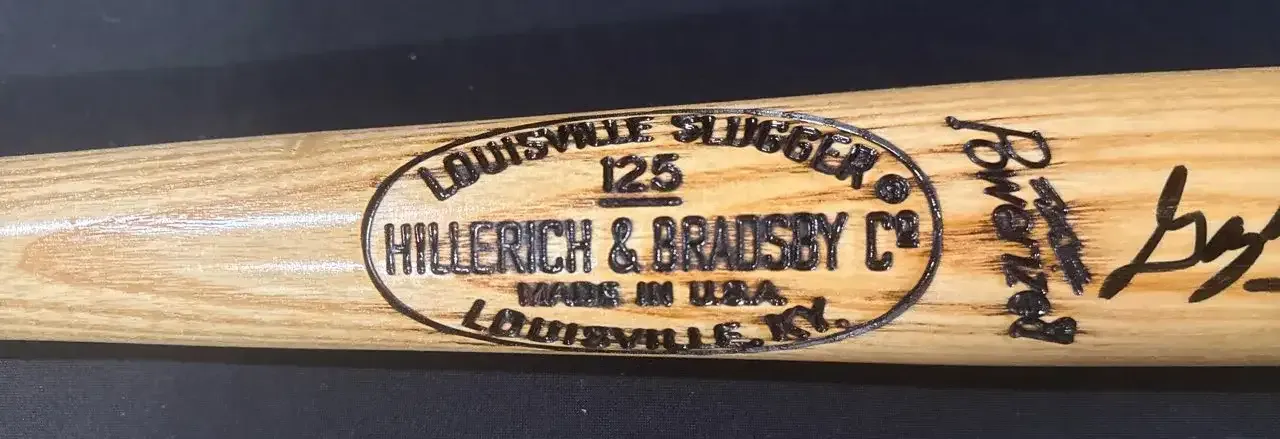 LOUISVILLE SLUGGER
125
HILLERICH & BRADSBY Co
MADE IN U.S.A.
LOUISVILLE, KY.
Powerized